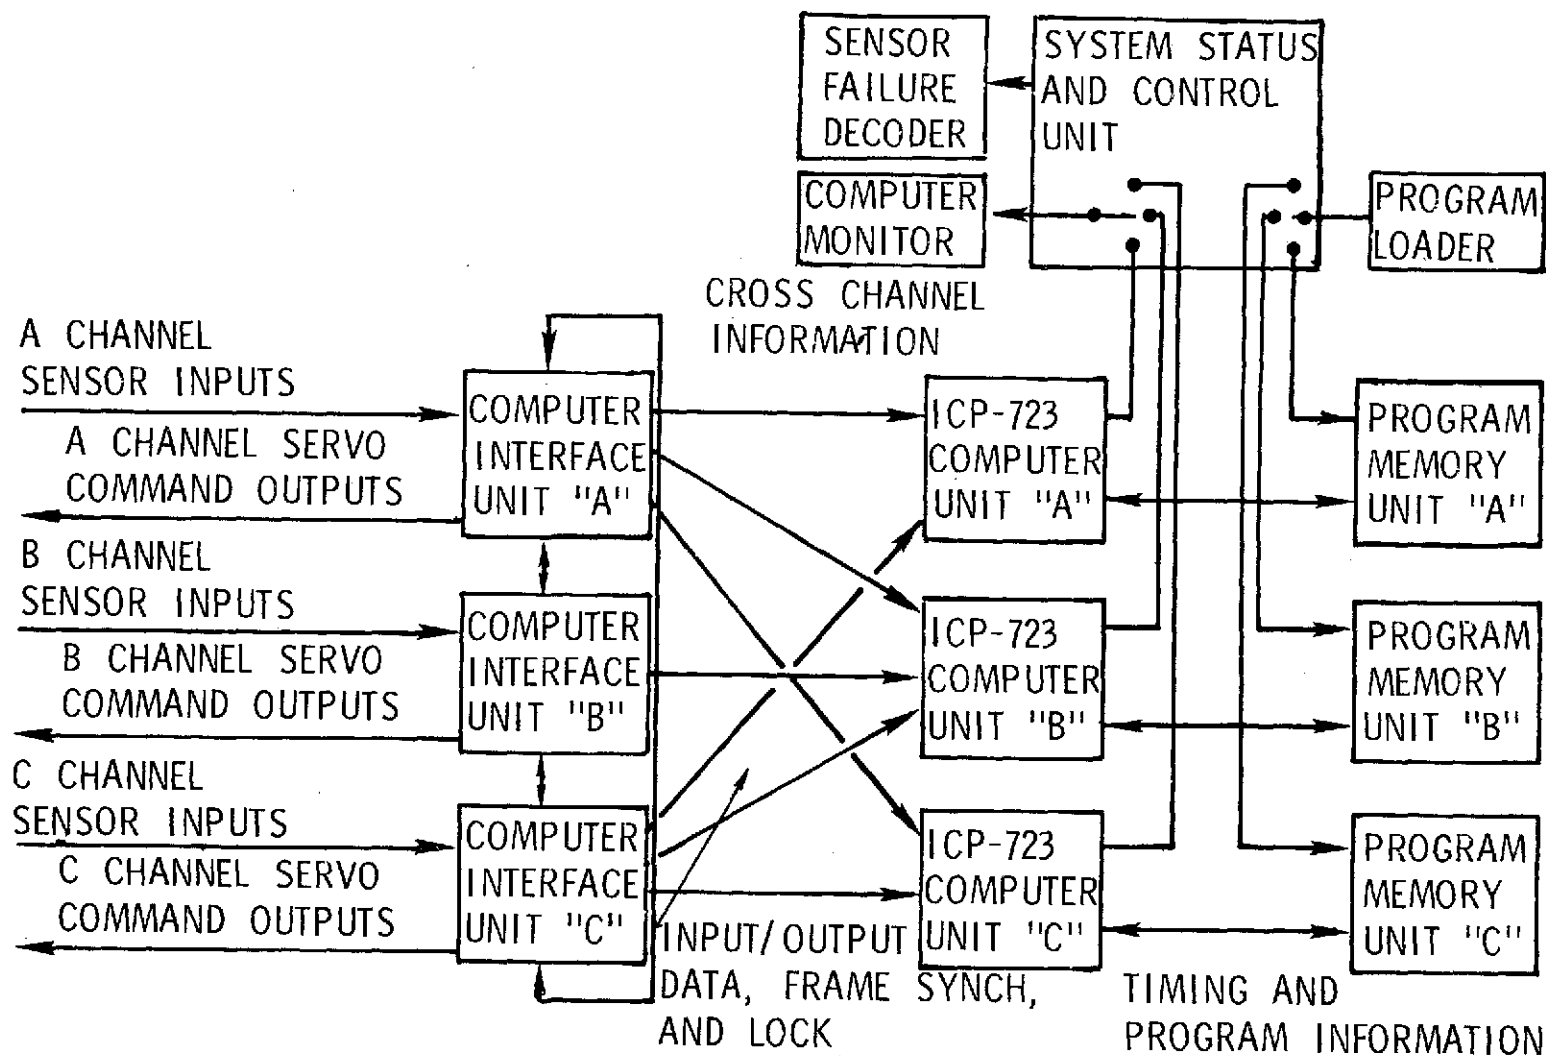 SENSOR
FAILURE
DECODER
SYSTEM STATUS
AND CONTROL
UNIT
COMPUTER
MONITOR
PROGRAM
LOADER
CROSS CHANNEL
INFORMATION
A CHANNEL
SENSOR INPUTS
A CHANNEL SERVO
COMMAND OUTPUTS
COMPUTER
INTERFACE
UNIT "A"
ICP-723
COMPUTER
UNIT "A"
PROGRAM
MEMORY
UNIT "A"
B CHANNEL
SENSOR INPUTS
B CHANNEL SERVO
COMMAND OUTPUTS
COMPUTER
INTERFACE
UNIT "B"
ICP-723
COMPUTER
UNIT "B"
PROGRAM
MEMORY
UNIT "B"
C CHANNEL
SENSOR INPUTS
C CHANNEL SERVO
COMMAND OUTPUTS
COMPUTER
INTERFACE
UNIT "C"
ICP-723
COMPUTER
UNIT "C"
PROGRAM
MEMORY
UNIT "C"
INPUT/OUTPUT
DATA, FRAME SYNCH,
AND LOCK
TIMING AND
PROGRAM INFORMATION